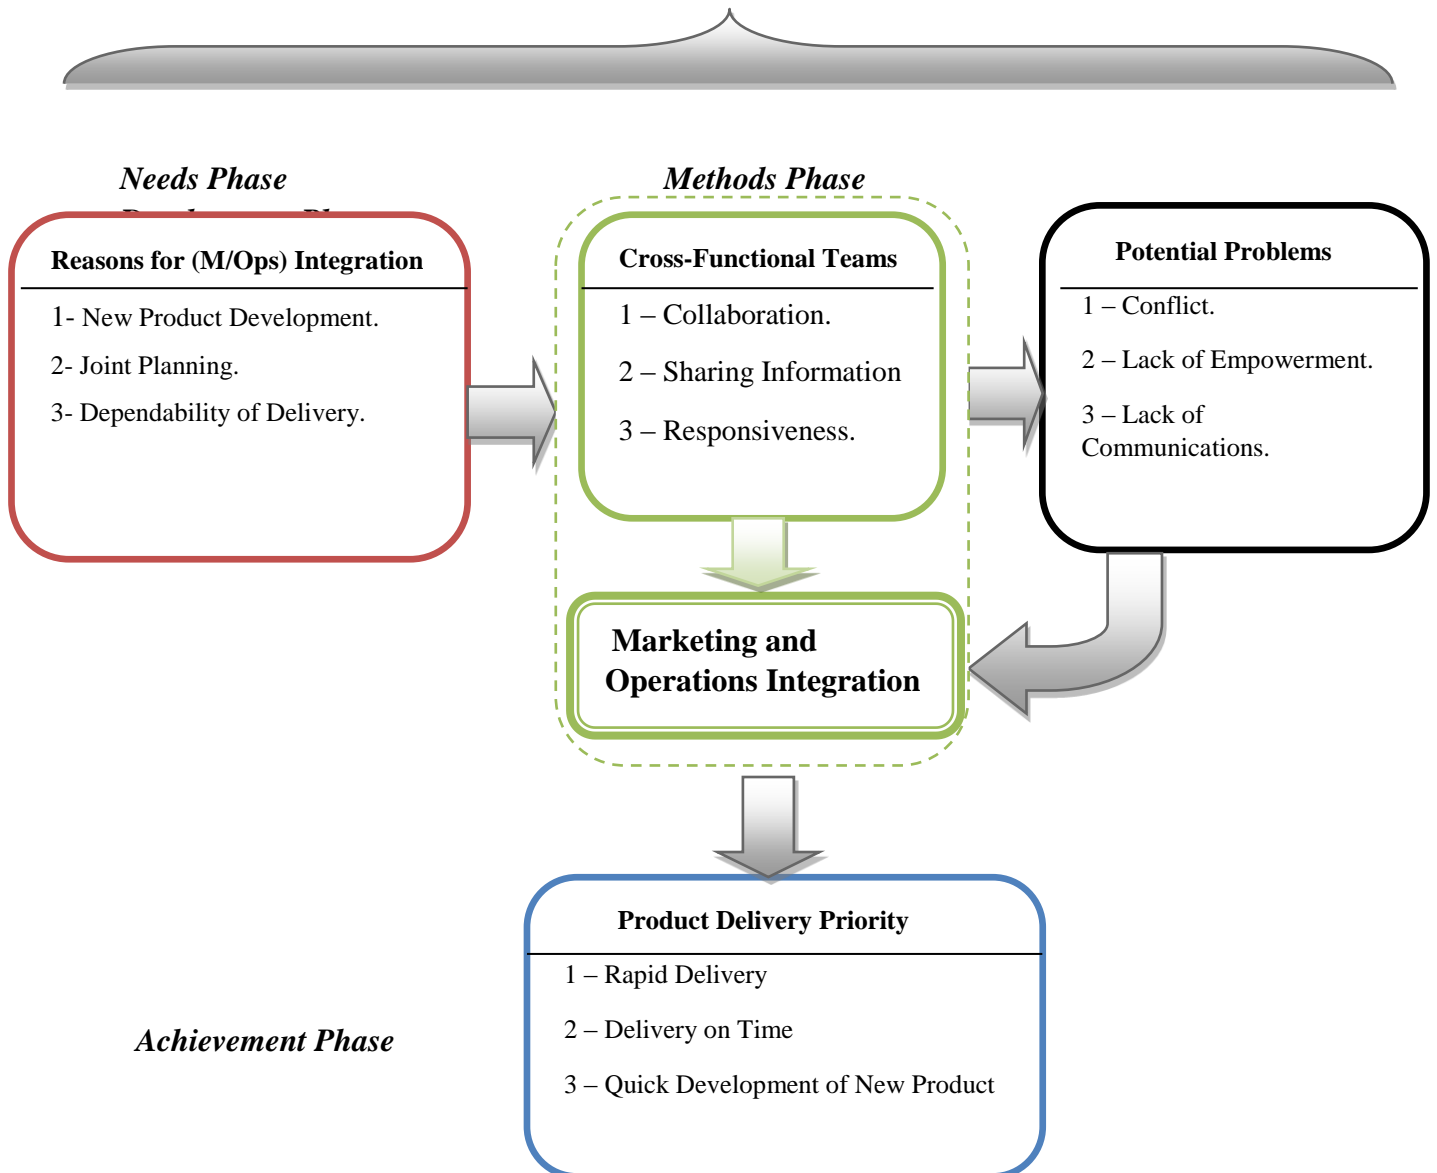 Needs Phase
Methods Phase
Reasons for (M/Ops) Integration
1- New Product Development.
2- Joint Planning.
3- Dependability of Delivery.
Cross-Functional Teams
1 – Collaboration.
2 – Sharing Information
3 – Responsiveness.
Potential Problems
1 – Conflict.
2 – Lack of Empowerment.
3 – Lack of
Communications.
Marketing and
Operations Integration
Product Delivery Priority
1 – Rapid Delivery
2 – Delivery on Time
3 – Quick Development of New Product
Achievement Phase